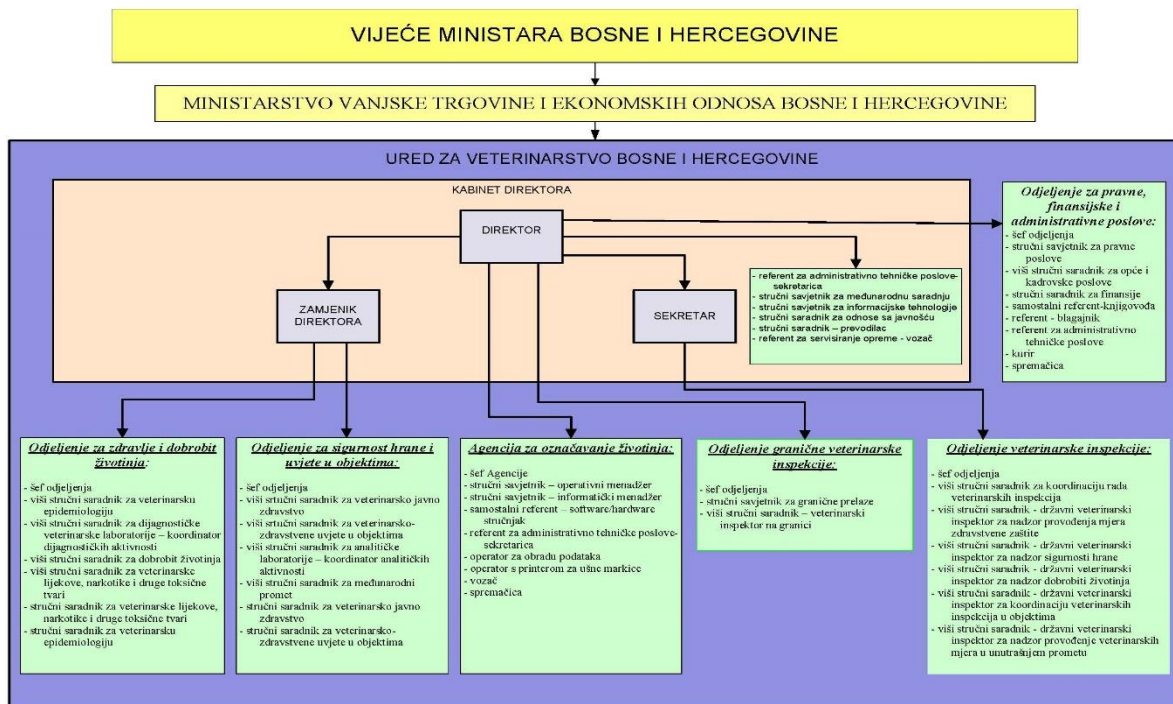 VIJEĆE MINISTARA BOSNE I HERCEGOVINE
MINISTARSTVO VANJSKE TRGOVINE I EKONOMSKIH ODNOSA BOSNE I HERCEGOVINE
URED ZA VETERINARSTVO BOSNE I HERCEGOVINE
KABINET DIREKTORA
DIREKTOR
ZAMJENIK
DIREKTORA
SEKRETAR
- referent za administrativno tehničke poslove-
sekretarica
- stručni savjetnik za međunarodnu saradnju
- stručni savjetnik za informacijske tehnologije
- stručni saradnik za odnose sa javnošću
- stručni saradnik – prevodilac
- referent za servisiranje opreme - vozač
Odjeljenje za pravne,
finansijske i
administrativne poslove:
- šef odjeljenja
- stručni savjetnik za pravne
poslove
- viši stručni saradnik za opće i
kadrovske poslove
- stručni saradnik za finansije
- samostalni referent-knjigovođa
- referent - blagajnik
- referent za administrativno
tehničke poslove
- kurir
- spremačica
Odjeljenje za zdravlje i dobrobit
životinja:
- šef odjeljenja
- viši stručni saradnik za veterinarsku
epidemiologiju
- viši stručni saradnik za dijagnostičke
veterinarske laboratorije – koordinator
dijagnostičkih aktivnosti
- viši stručni saradnik za dobrobit životinja
- viši stručni saradnik za veterinarske
lijekove, narkotike i druge toksične
tvari
- stručni saradnik za veterinarske lijekove,
narkotike i druge toksične tvari
- stručni saradnik za veterinarsku
epidemiologiju
Odjeljenje za sigurnost hrane i
uvjete u objektima:
- šef odjeljenja
- viši stručni saradnik za veterinarsko javno
zdravstvo
- viši stručni saradnik za veterinarsko-
zdravstvene uvjete u objektima
- viši stručni saradnik za analitičke
laboratorije – koordinator analitičkih
aktivnosti
- viši stručni saradnik za međunarodni
promet
- stručni saradnik za veterinarsko javno
zdravstvo
- stručni saradnik za veterinarsko-
zdravstvene uvjete u objektima
Agencija za označavanje životinja:
- šef Agencije
- stručni savjetnik – operativni menadžer
- stručni savjetnik – informatički menadžer
- samostalni referent – software/hardware
stručnjak
- referent za administrativno tehničke poslove-
sekretarica
- operator za obradu podataka
- operator s printerom za ušne markice
- vozač
- spremačica
Odjeljenje granične veterinarske
inspekcije:
- šef odjeljenja
- stručni savjetnik za granične prelaze
- viši stručni saradnik – veterinarski
inspektor na granici
Odjeljenje veterinarske inspekcije:
- šef odjeljenja
- viši stručni saradnik za koordinaciju rada
veterinarskih inspekcija
- viši stručni saradnik - državni veterinarski
inspektor za nadzor provođenja mjera
zdravstvene zaštite
- viši stručni saradnik - državni veterinarski
inspektor za nadzor sigurnosti hrane
- viši stručni saradnik - državni veterinarski
inspektor za nadzor dobrobiti životinja
- viši stručni saradnik - državni veterinarski
inspektor za koordinaciju veterinarskih
inspekcija u objektima
- viši stručni saradnik - državni veterinarski
inspektor za nadzor provođenje veterinarskih
mjera u unutrašnjem prometu